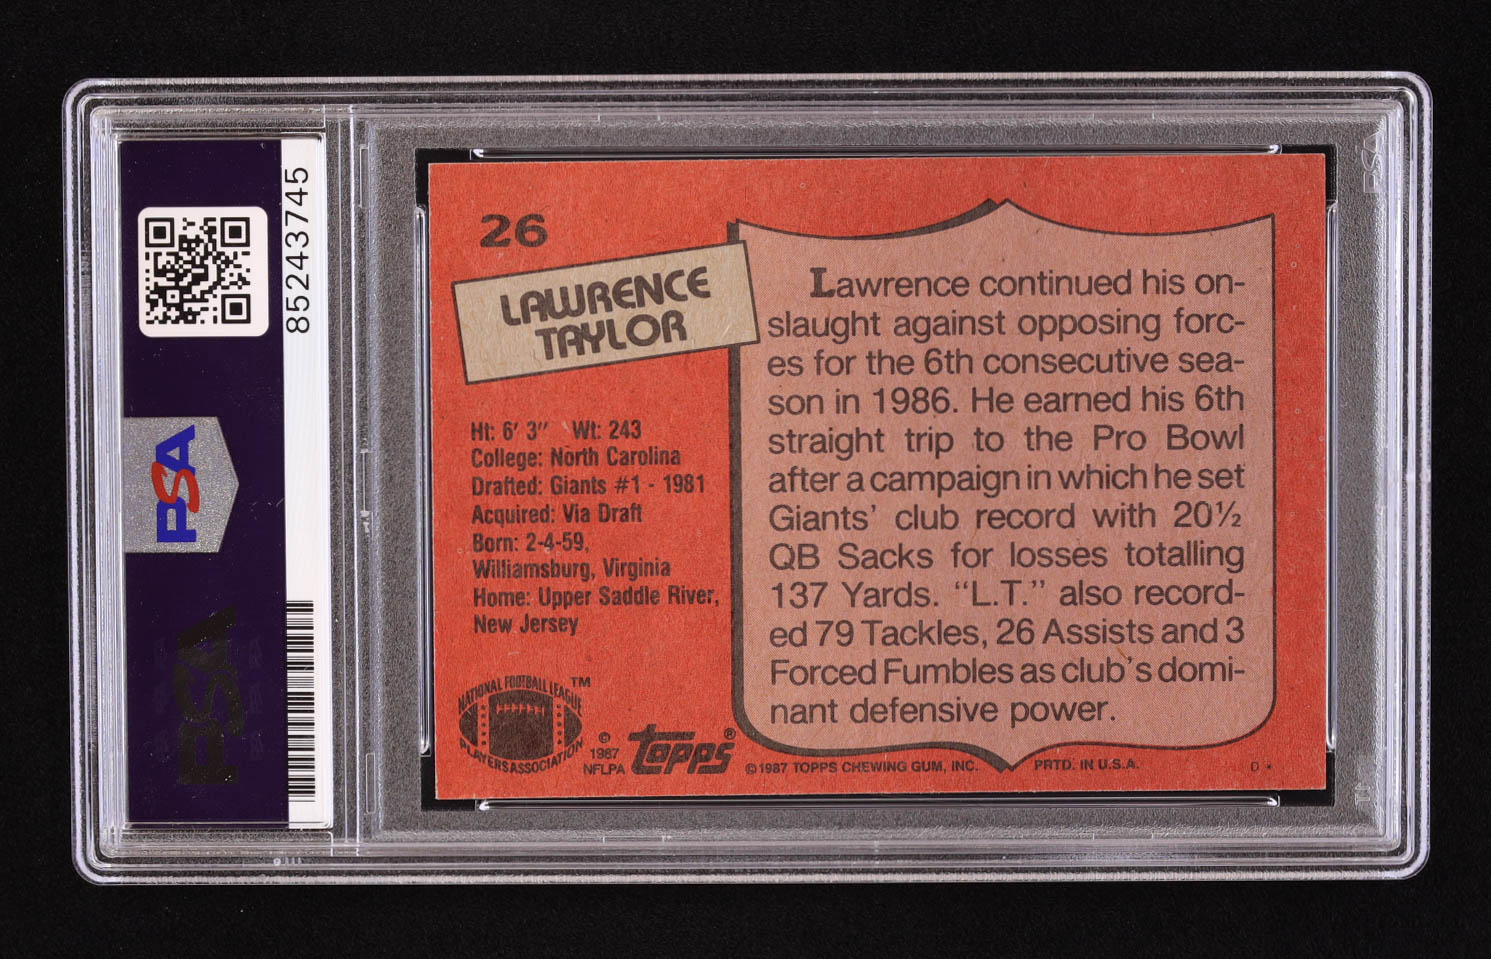 85243745
PSA
PSA
26
LAWRENCE
TAYLOR
Ht: 6' 3" Wt: 243
College: North Carolina
Drafted: Giants #1 - 1981
Acquired: Via Draft
Born: 2-4-59,
Williamsburg, Virginia
Home: Upper Saddle River,
New Jersey
NATIONAL FOOTBALL LEAGUE
PLAYERS ASSOCIATION
TM
©
1987
NFLPA
topps®
Lawrence continued his on-
slaught against opposing forc-
es for the 6th consecutive sea-
son in 1986. He earned his 6th
straight trip to the Pro Bowl
after a campaign in which he set
Giants' club record with 20½
QB Sacks for losses totalling
137 Yards. "L.T." also record-
ed 79 Tackles, 26 Assists and 3
Forced Fumbles as club's domi-
nant defensive power.
©1987 TOPPS CHEWING GUM, INC. PRTD. IN U.S.A. D *
PSA